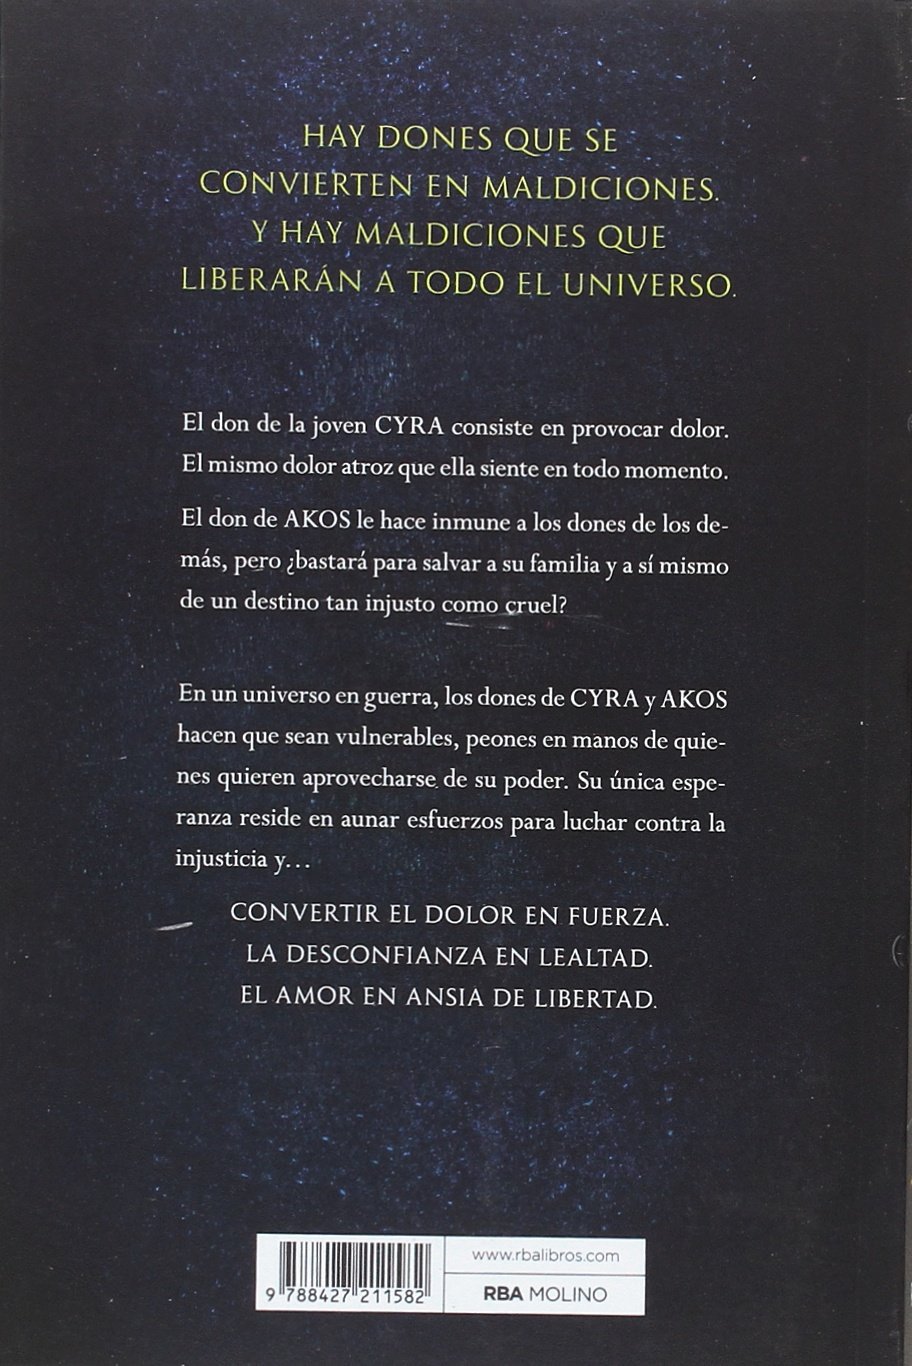 HAY DONES QUE SE
CONVIERTEN EN MALDICIONES.
Y HAY MALDICIONES QUE
LIBERARÁN A TODO EL UNIVERSO.
El don de la joven CYRA consiste en provocar dolor.
El mismo dolor atroz que ella siente en todo momento.
El don de AKOS le hace inmune a los dones de los de-
más, pero ¿bastará para salvar a su familia y a sí mismo
de un destino tan injusto como cruel?
En un universo en guerra, los dones de CYRA y AKOS
hacen que sean vulnerables, peones en manos de quie-
nes quieren aprovecharse de su poder. Su única espe-
ranza reside en aunar esfuerzos para luchar contra la
injusticia y...
CONVERTIR EL DOLOR EN FUERZA.
LA DESCONFIANZA EN LEALTAD.
EL AMOR EN ANSIA DE LIBERTAD.
9 788427 211582
www.rbalibros.com
RBA MOLINO